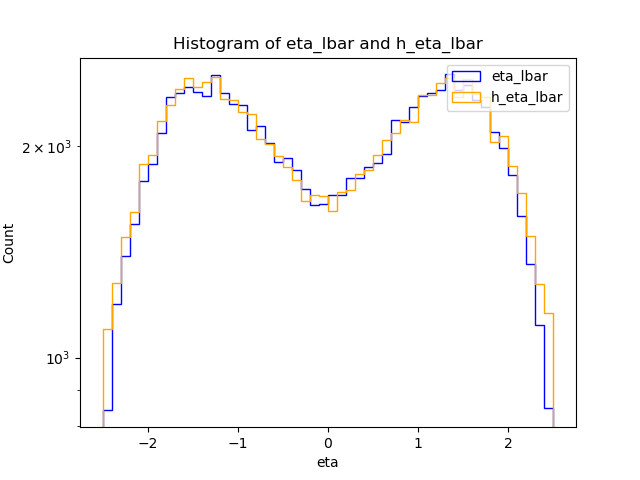 Histogram of eta_lbar and h_eta_lbar
eta_lbar
h_eta_lbar
2 × 10³
10³
Count
−2
−1
0
1
2
eta